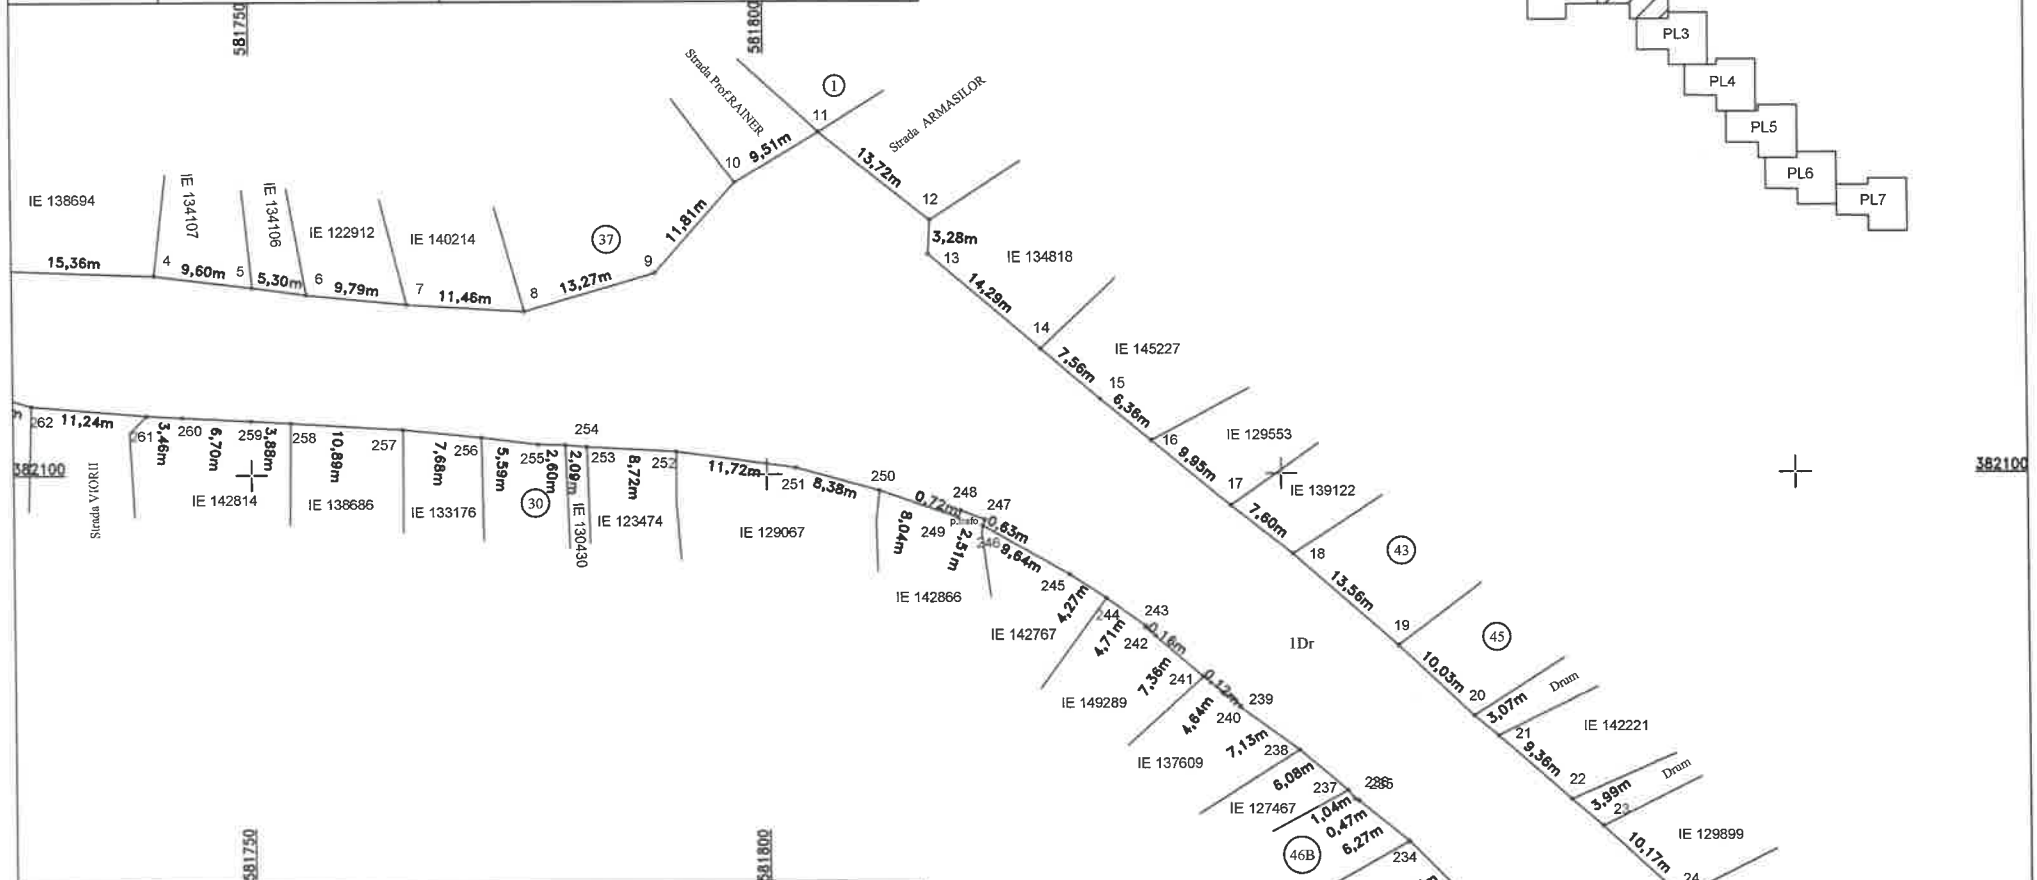 581750
581800
PL3
PL4
PL5
PL6
PL7
Strada Prof.RAINER
1
11
Strada ARMASILOR
10
9,51m
13,72m
12
IE 138694
IE 134107
IE 134106
IE 122912
IE 140214
37
11,81m
3,28m
13
IE 134818
15,36m
4
9,60m
5
5,30m
6
9,79m
7
11,46m
8
13,27m
9
14,29m
14
7,56m
IE 145227
15
6,36m
16
IE 129553
9,95m
17
IE 139122
7,60m
18
43
262
11,24m
261
3,46m
260
6,70m
259
3,88m
258
10,89m
257
7,68m
256
5,59m
255
2,60m
254
2,09m
253
8,72m
252
11,72m
251
8,38m
250
382100
382100
Strada VIORII
IE 142814
IE 138686
IE 133176
30
IE 130430
IE 123474
IE 129067
0,72m
248
247
8,04m
249
2,51m
0,63m
246
9,64m
245
IE 142866
13,56m
19
45
4,27m
244
243
IE 142767
4,71m
242
0,16m
1Dr
10,03m
20
3,07m
Drum
7,36m
241
0,12m
239
IE 149289
4,64m
240
21
IE 142221
9,36m
7,13m
238
IE 137609
22
3,99m
Drum
23
6,08m
237
IE 127467
1,04m
0,47m
6,27m
46B
234
10,17m
IE 129899
24
581750
581800